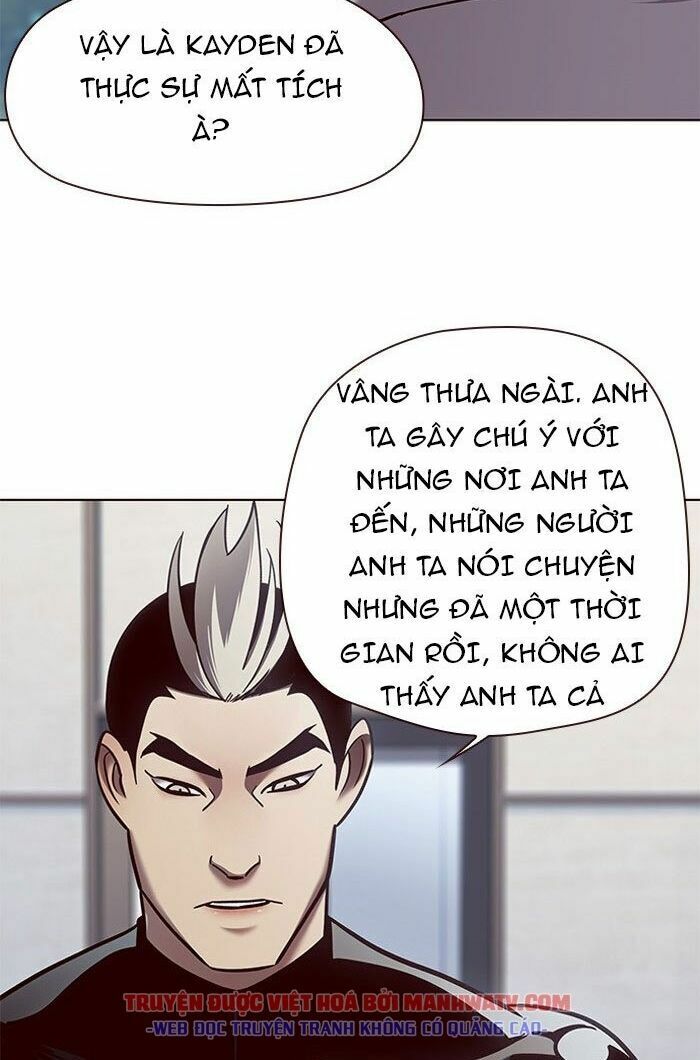 VẬY LÀ KAYDEN ĐÃ
THỰC SỰ MẤT TÍCH
À?
VÂNG THƯA NGÀI. ANH
TA GÂY CHÚ Ý VỚI
NHỮNG NƠI ANH TA
ĐẾN, NHỮNG NGƯỜI
ANH TA NÓI CHUYỆN
NHƯNG ĐÃ MỘT THỜI
GIAN RỒI, KHÔNG AI
THẤY ANH TA CẢ
TRUYỆN ĐƯỢC VIỆT HOÁ BỞI MANHWATV.COM
-WEB ĐỌC TRUYỆN TRANH KHÔNG CÓ QUẢNG CÁO-